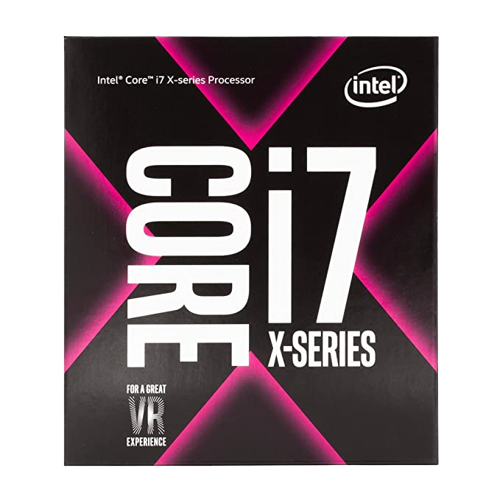 Intel® Core™ i7 X-series Processor
intel®
CORE
i7
X-SERIES
FOR A GREAT
VR
EXPERIENCE